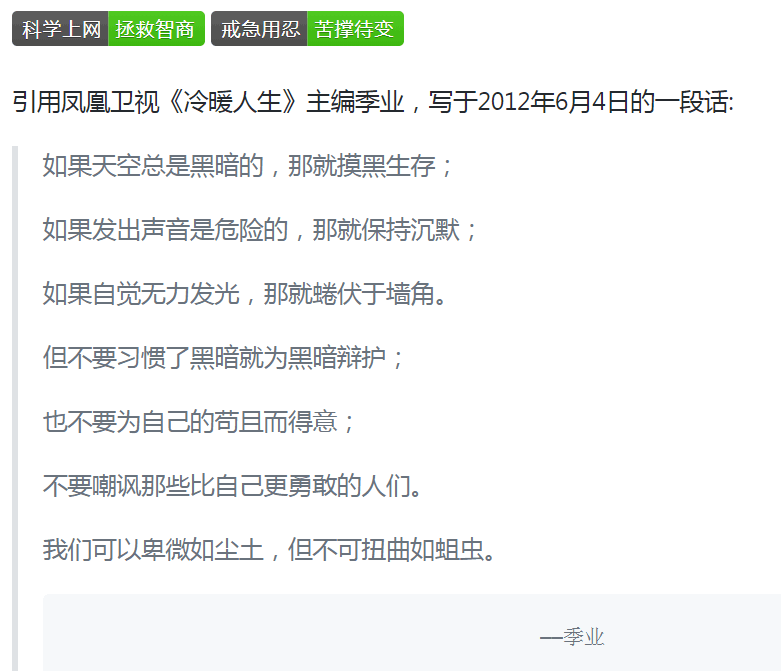 科学上网 拯救智商 戒急用忍 苦撑待变
引用凤凰卫视《冷暖人生》主编季业，写于2012年6月4日的一段话:
如果天空总是黑暗的，那就摸黑生存；
如果发出声音是危险的，那就保持沉默；
如果自觉无力发光，那就蜷伏于墙角。
但不要习惯了黑暗就为黑暗辩护；
也不要为自己的苟且而得意；
不要嘲讽那些比自己更勇敢的人们。
我们可以卑微如尘土，但不可扭曲如蛆虫。
——季业